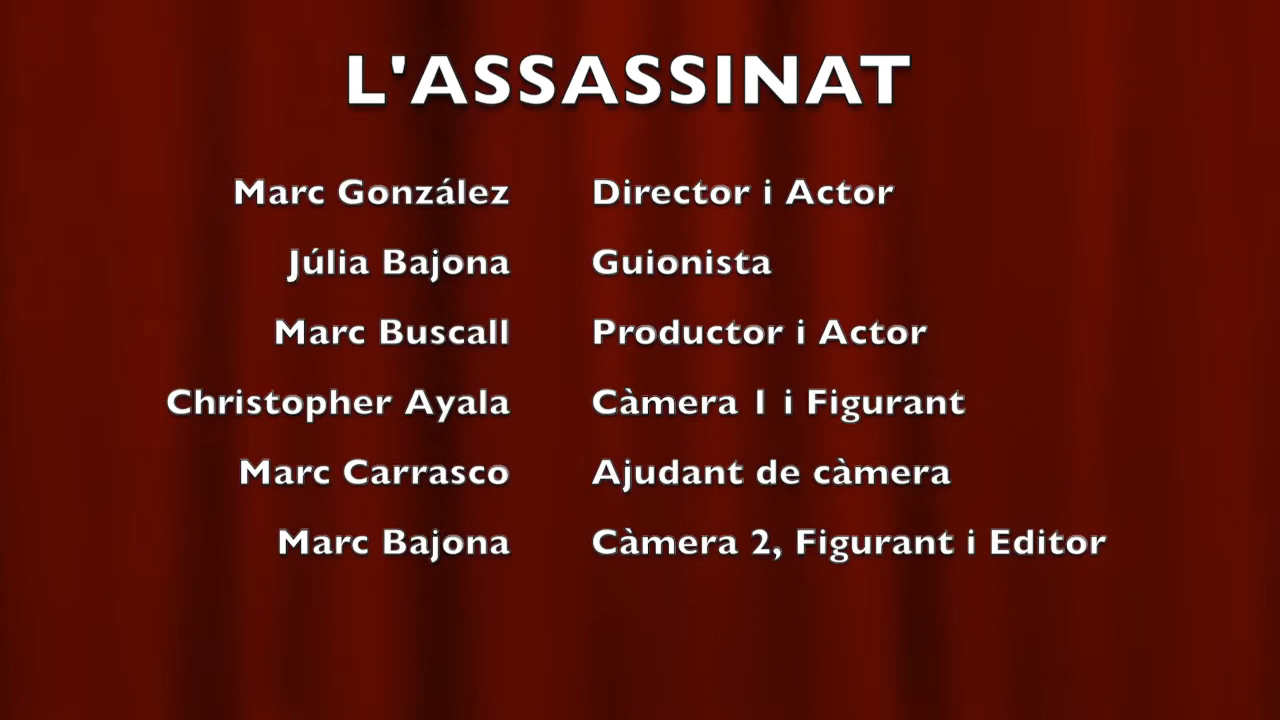 L'ASSASSINAT
Marc González Director i Actor
Júlia Bajona Guionista
Marc Buscall Productor i Actor
Christopher Ayala Càmera 1 i Figurant
Marc Carrasco Ajudant de càmera
Marc Bajona Càmera 2, Figurant i Editor